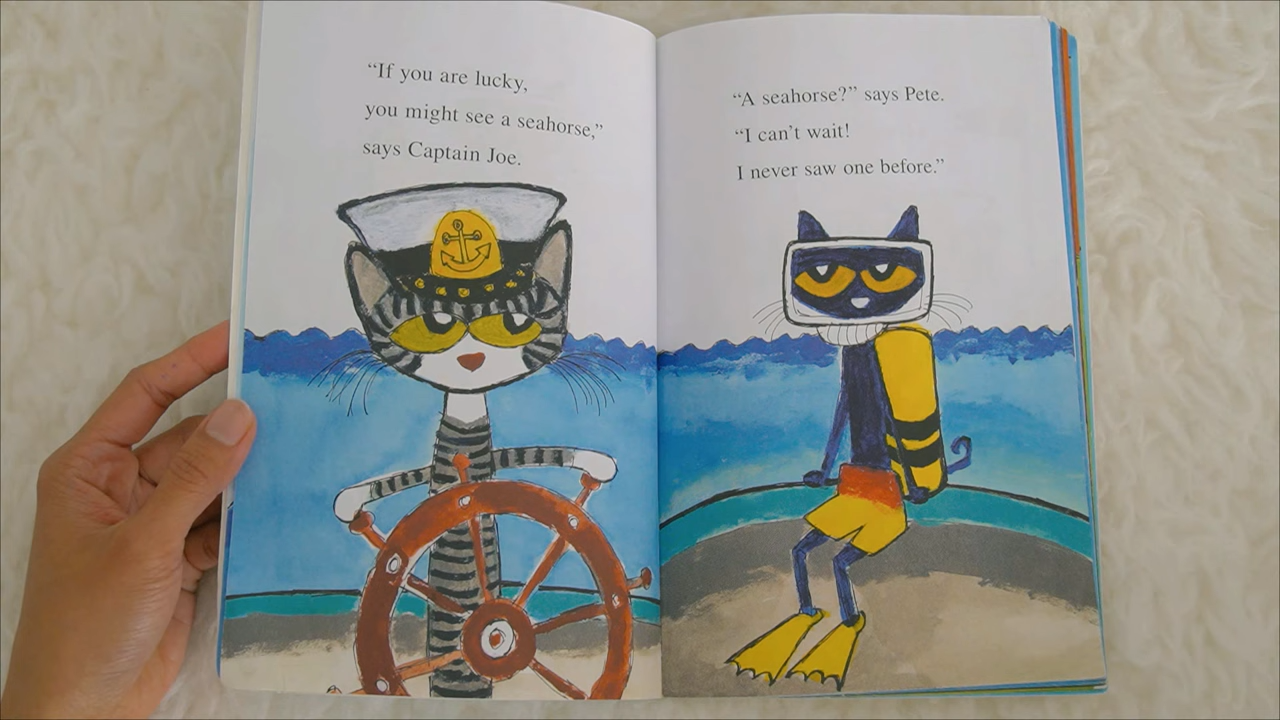 “If you are lucky,
you might see a seahorse,”
says Captain Joe.
“A seahorse?” says Pete.
“I can’t wait!
I never saw one before.”